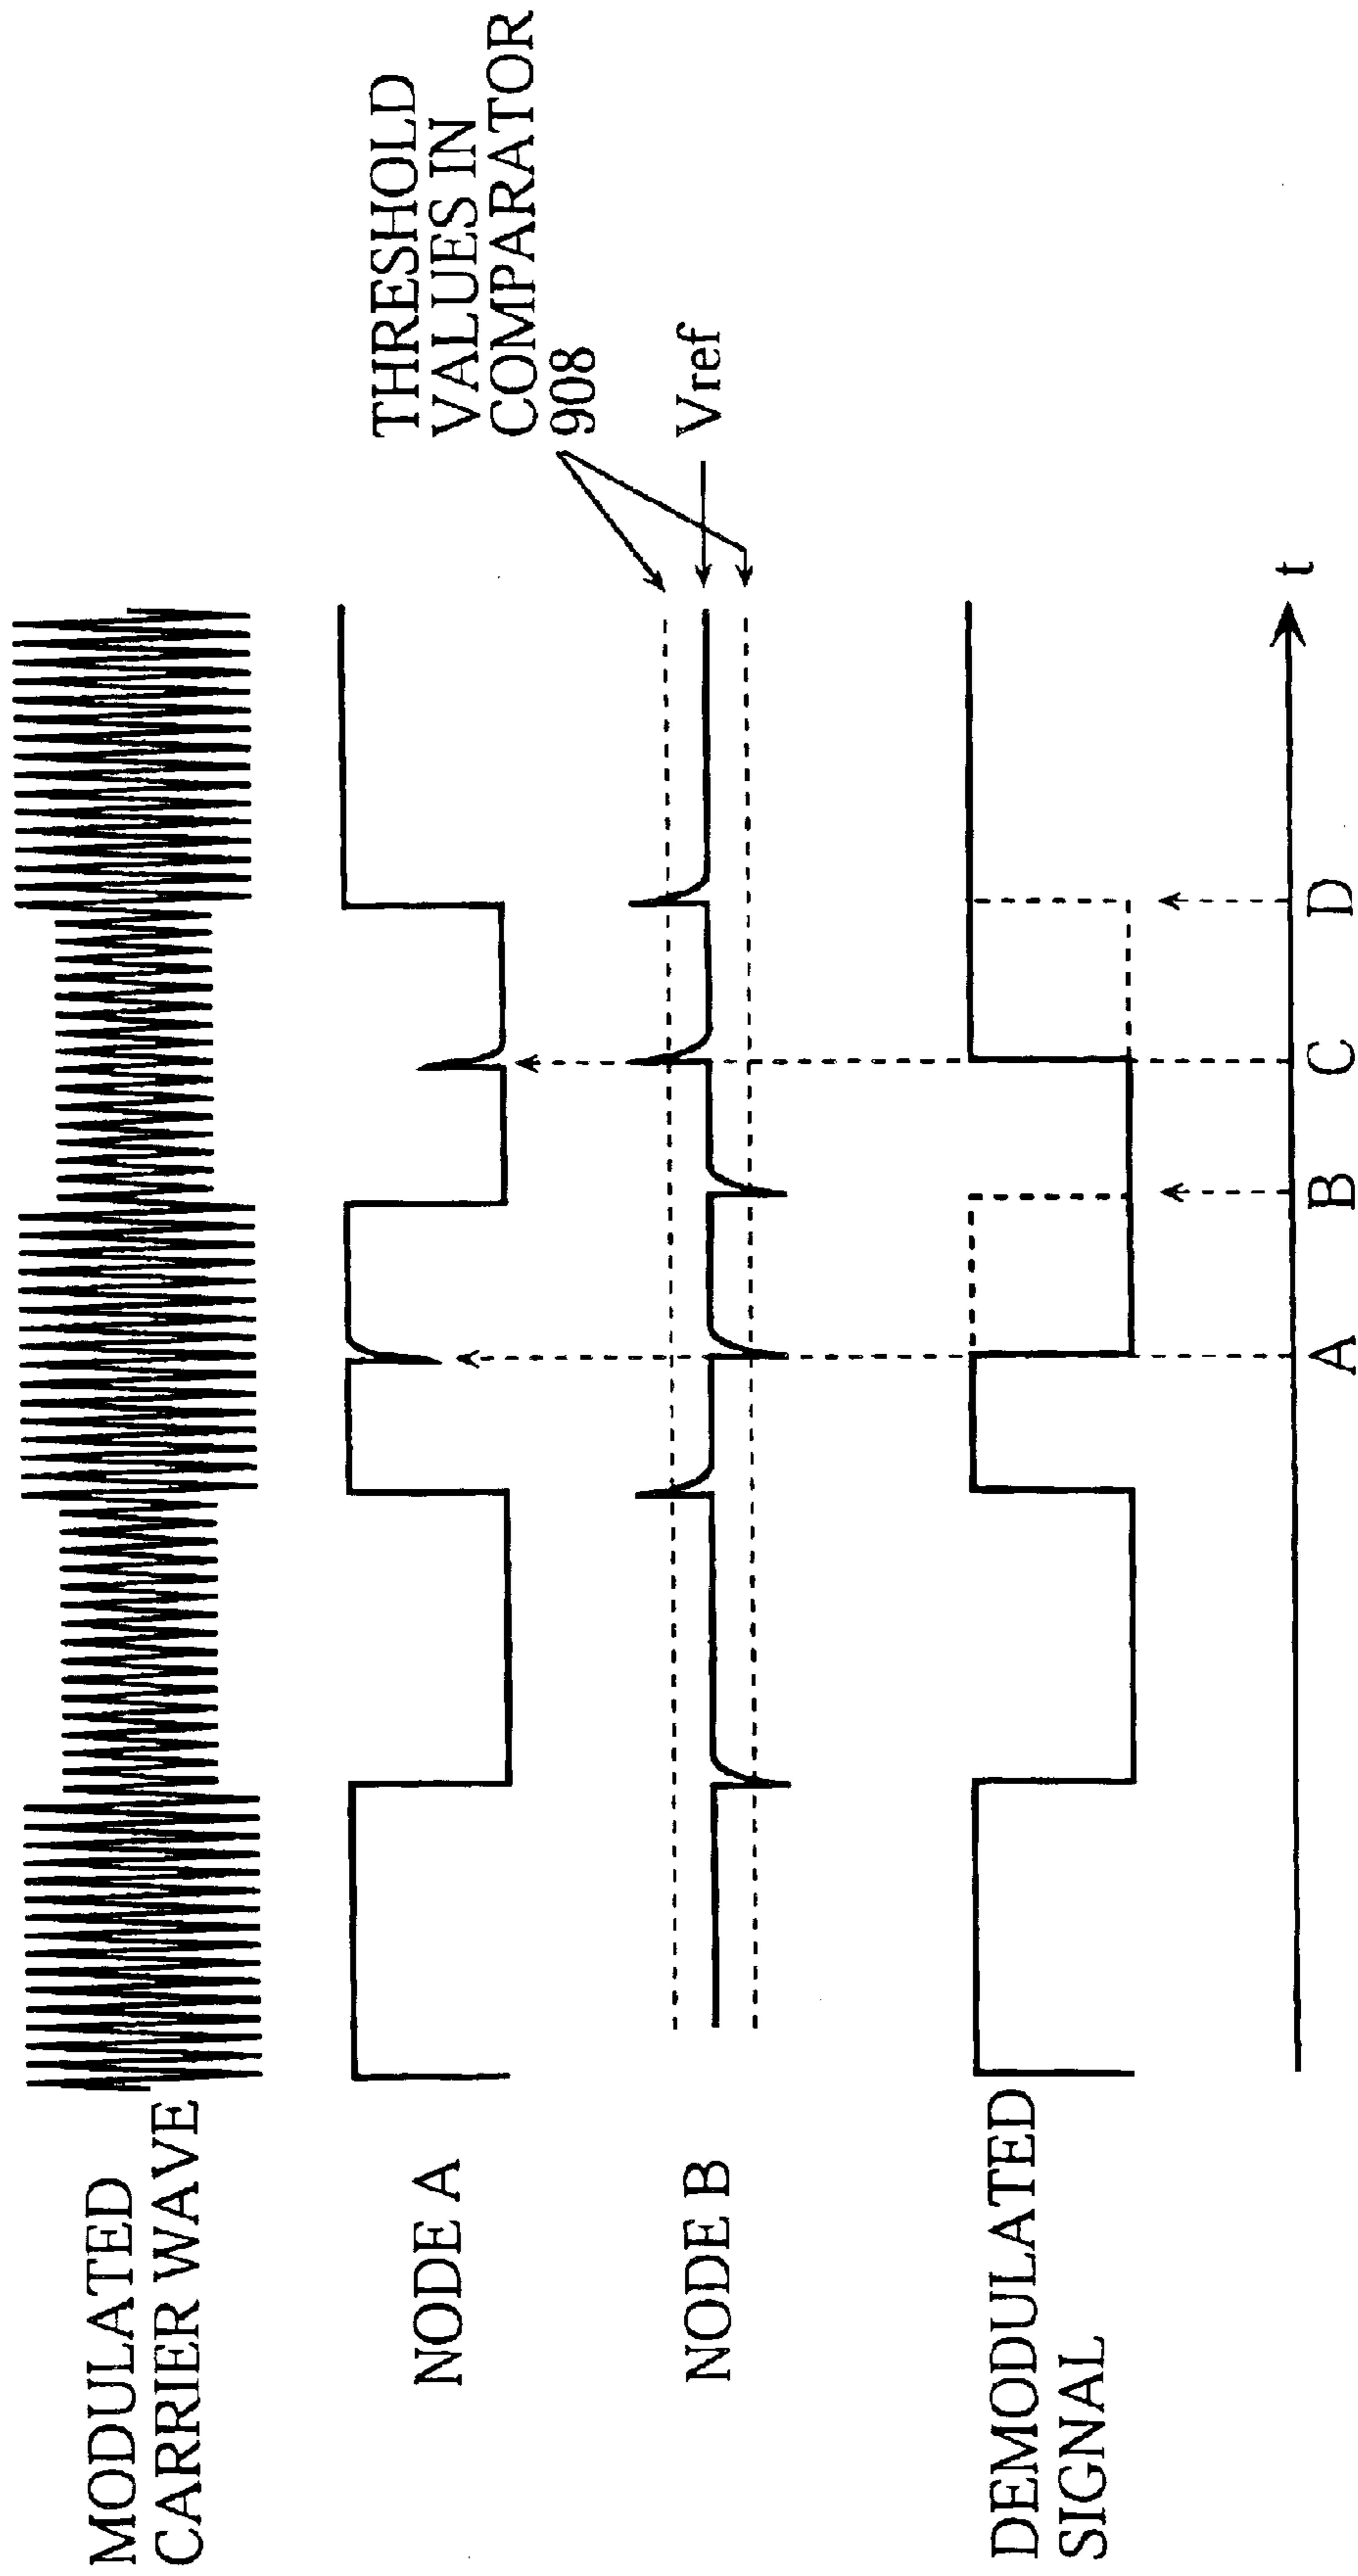 MODULATED
CARRIER WAVE
NODE A
THRESHOLD
VALUES IN
COMPARATOR
908
NODE B
Vref
DEMODULATED
SIGNAL
t
A
B
C
D